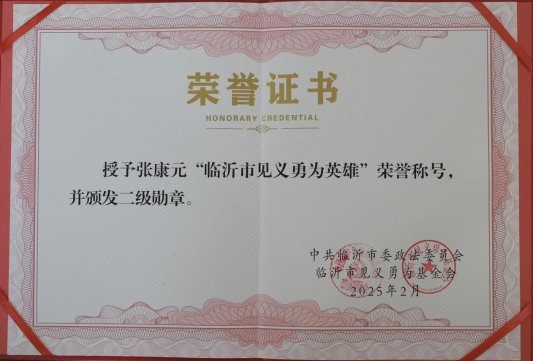 荣誉证书
HONORARY CREDENTIAL
授予张康元“临沂市见义勇为英雄”荣誉称号，
并颁发二级勋章。
中共临沂市委政法委员会
临沂市见义勇为基金会
2025年2月